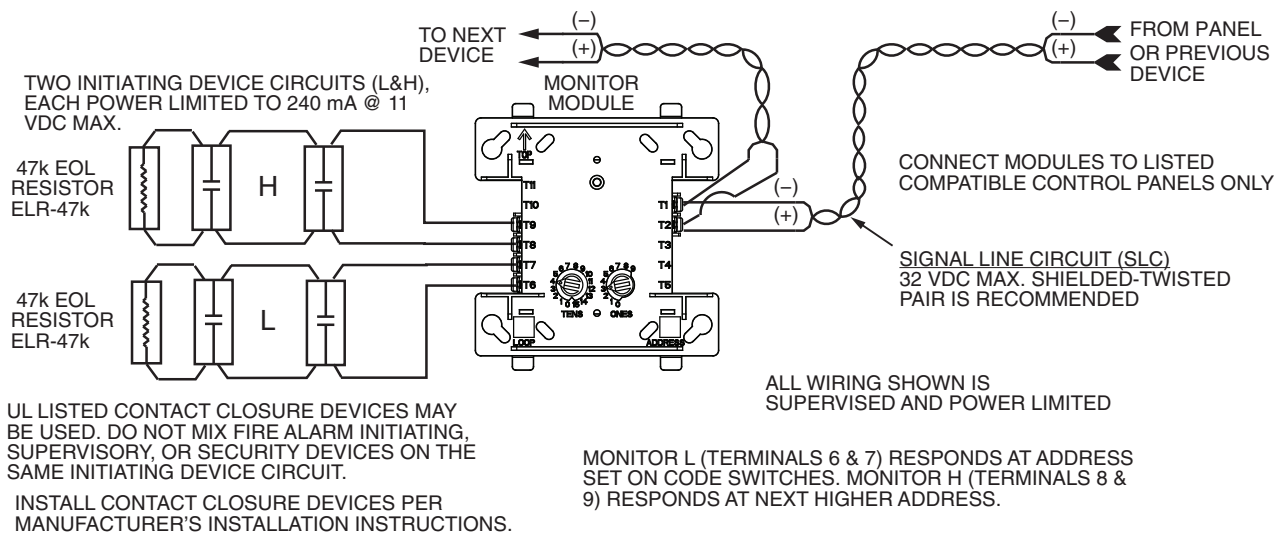 TO NEXT
DEVICE
(–)
(+)
(–)
(+)
FROM PANEL
OR PREVIOUS
DEVICE
TWO INITIATING DEVICE CIRCUITS (L&H),
EACH POWER LIMITED TO 240 mA @ 11
VDC MAX.
MONITOR
MODULE
47k EOL
RESISTOR
ELR-47k
H
47k EOL
RESISTOR
ELR-47k
L
TOP
T11
T10
T9
T8
T7
T6
T1
T2
T3
T4
T5
TENS
ONES
LOOP
ADDRESS
(–)
(+)
CONNECT MODULES TO LISTED
COMPATIBLE CONTROL PANELS ONLY
SIGNAL LINE CIRCUIT (SLC)
32 VDC MAX. SHIELDED-TWISTED
PAIR IS RECOMMENDED
ALL WIRING SHOWN IS
SUPERVISED AND POWER LIMITED
UL LISTED CONTACT CLOSURE DEVICES MAY
BE USED. DO NOT MIX FIRE ALARM INITIATING,
SUPERVISORY, OR SECURITY DEVICES ON THE
SAME INITIATING DEVICE CIRCUIT.
INSTALL CONTACT CLOSURE DEVICES PER
MANUFACTURER'S INSTALLATION INSTRUCTIONS.
MONITOR L (TERMINALS 6 & 7) RESPONDS AT ADDRESS
SET ON CODE SWITCHES. MONITOR H (TERMINALS 8 &
9) RESPONDS AT NEXT HIGHER ADDRESS.